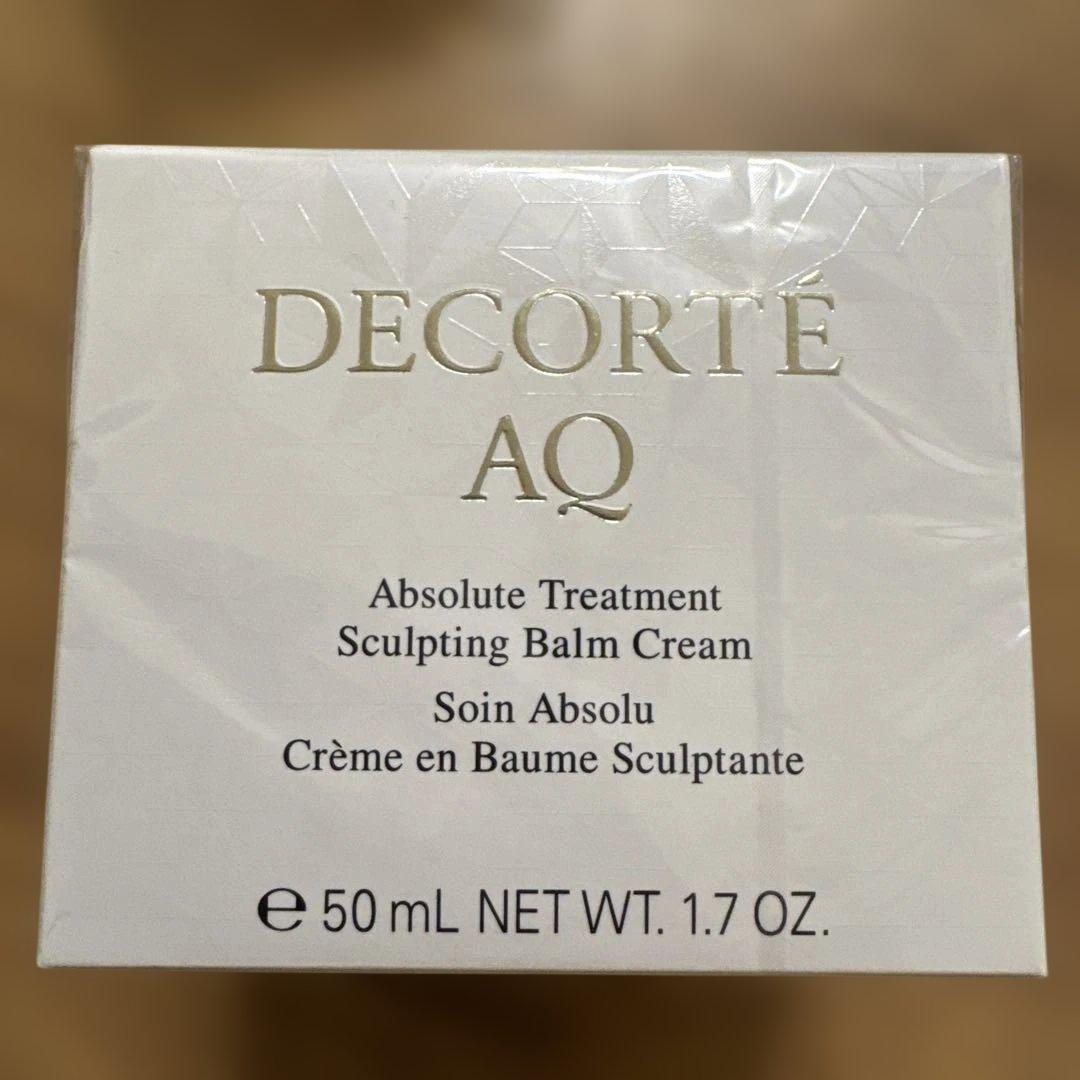 DECORTÉ
AQ
Absolute Treatment
Sculpting Balm Cream
Soin Absolu
Crème en Baume Sculptante
℮ 50 mL NET WT. 1.7 OZ.